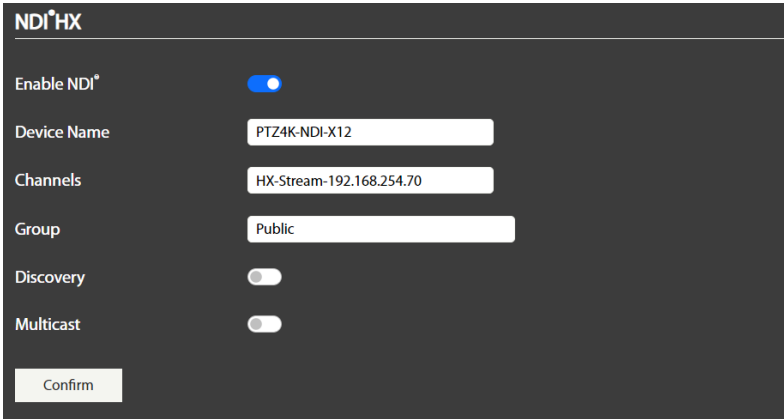 NDI®HX
Enable NDI®
Device Name PTZ4K-NDI-X12
Channels HX-Stream-192.168.254.70
Group Public
Discovery
Multicast
Confirm